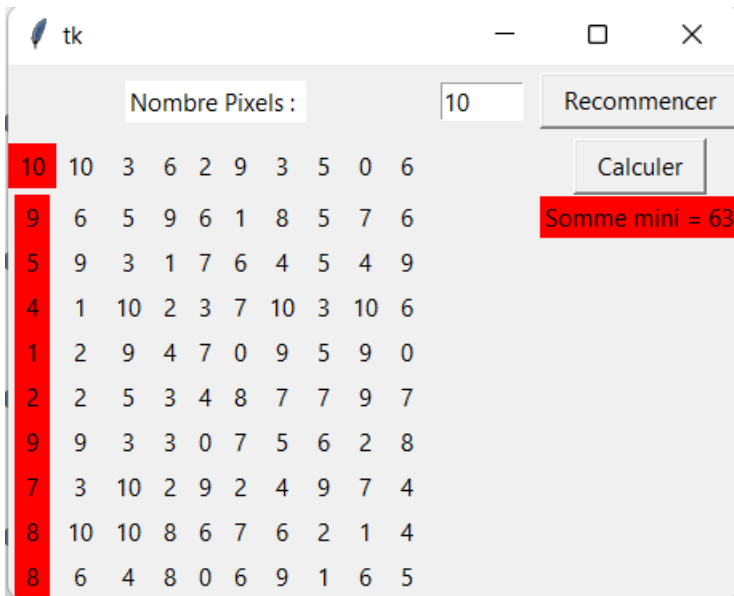 tk
Nombre Pixels : 10 Recommencer
10 10 3 6 2 9 3 5 0 6 Calculer
9 6 5 9 6 1 8 5 7 6 Somme mini = 63
5 9 3 1 7 6 4 5 4 9
4 1 10 2 3 7 10 3 10 6
1 2 9 4 7 0 9 5 9 0
2 2 5 3 4 8 7 7 9 7
9 9 3 3 0 7 5 6 2 8
7 3 10 2 9 2 4 9 7 4
8 10 10 8 6 7 6 2 1 4
8 6 4 8 0 6 9 1 6 5